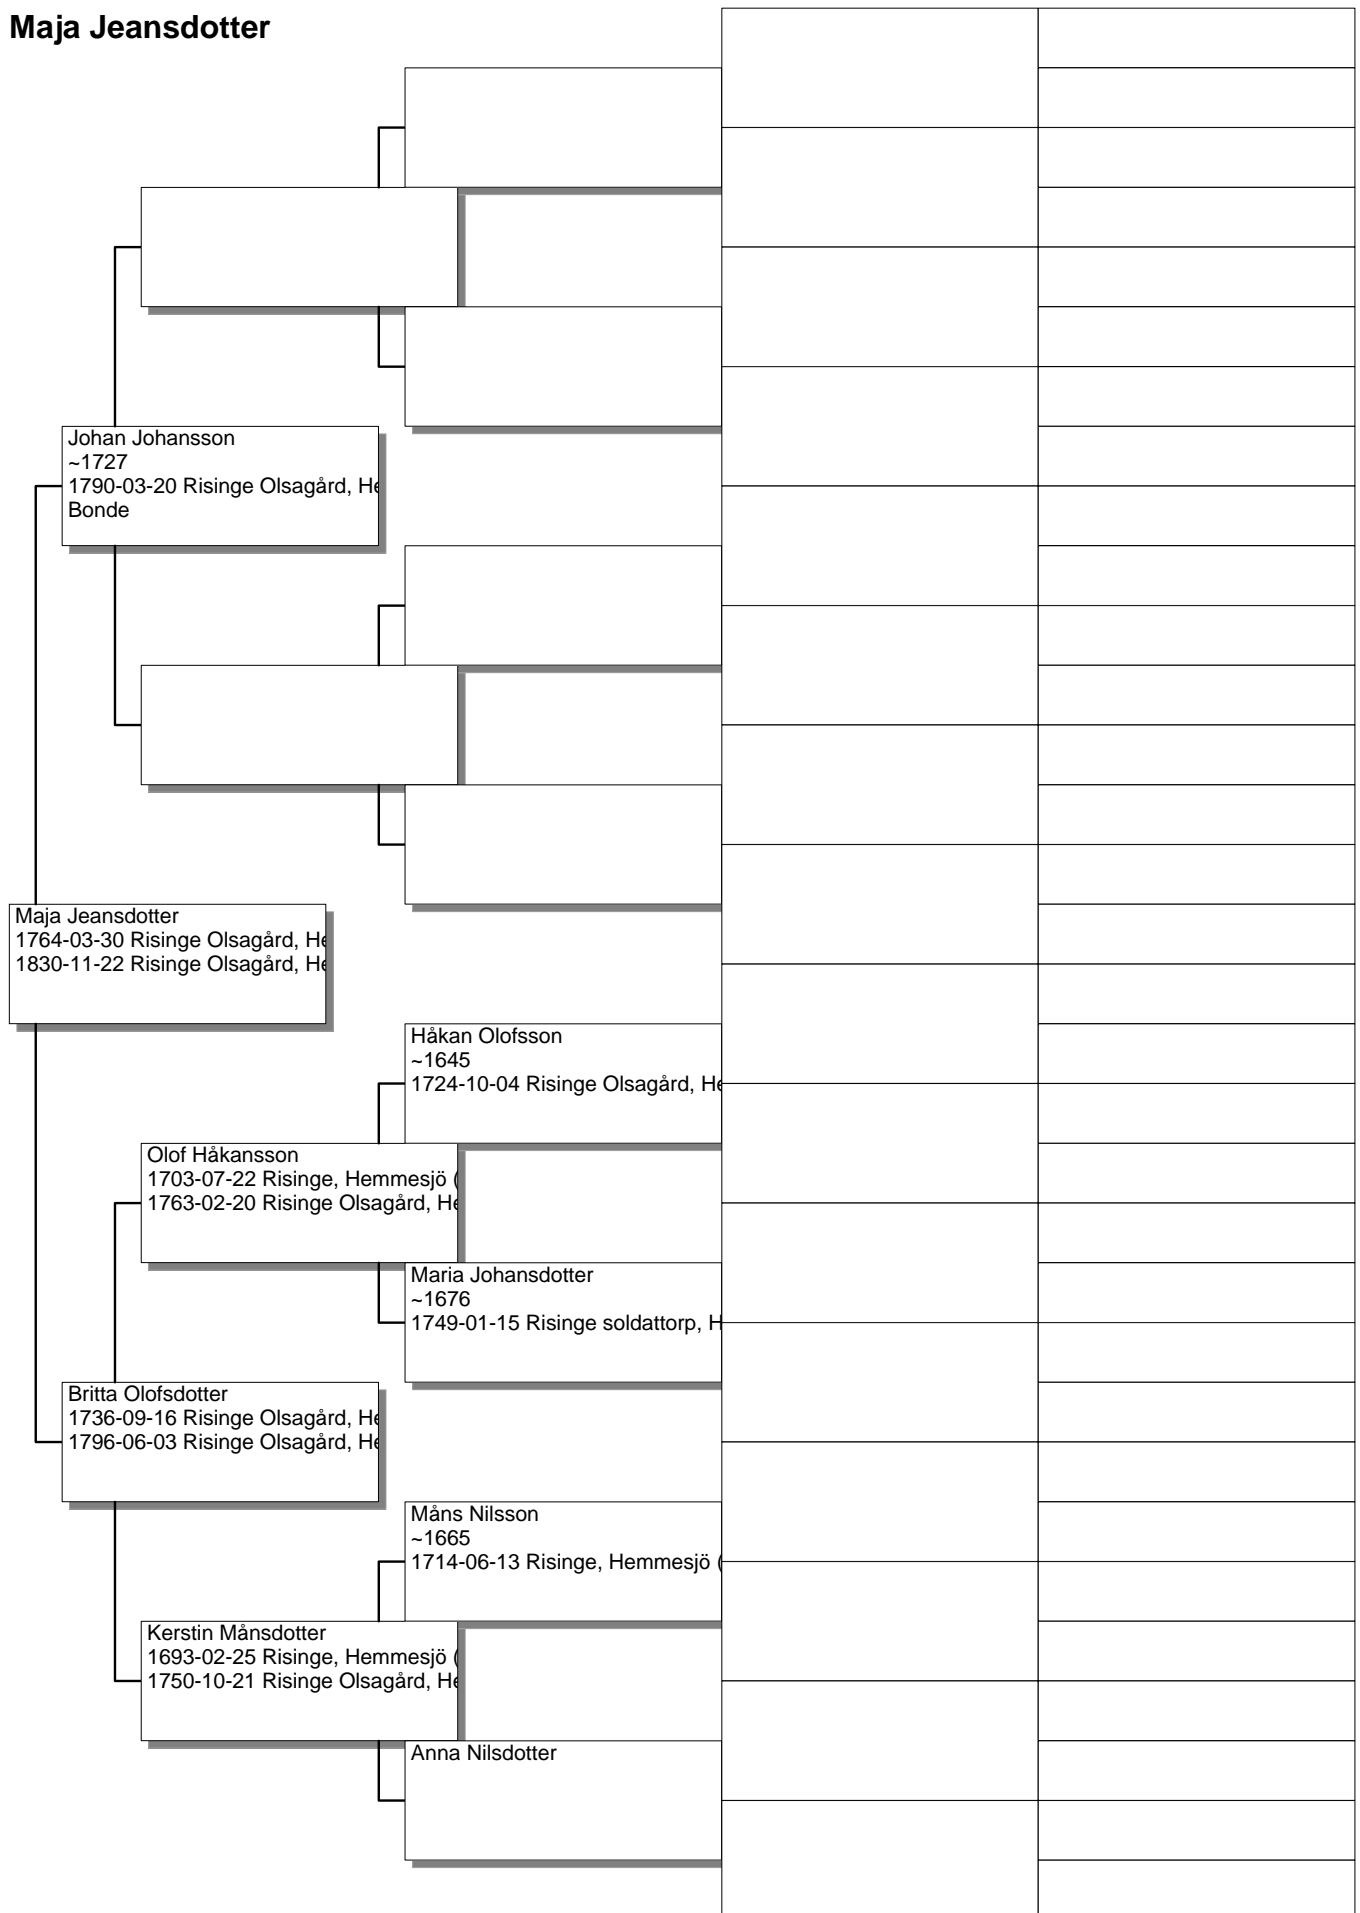 Maja Jeansdotter
Johan Johansson
~1727
1790-03-20 Risinge Olsagård, He
Bonde
Maja Jeansdotter
1764-03-30 Risinge Olsagård, He
1830-11-22 Risinge Olsagård, He
Håkan Olofsson
~1645
1724-10-04 Risinge Olsagård, He
Olof Håkansson
1703-07-22 Risinge, Hemmesjö (
1763-02-20 Risinge Olsagård, He
Maria Johansdotter
~1676
1749-01-15 Risinge soldattorp, H
Britta Olofsdotter
1736-09-16 Risinge Olsagård, He
1796-06-03 Risinge Olsagård, He
Måns Nilsson
~1665
1714-06-13 Risinge, Hemmesjö (
Kerstin Månsdotter
1693-02-25 Risinge, Hemmesjö (
1750-10-21 Risinge Olsagård, He
Anna Nilsdotter